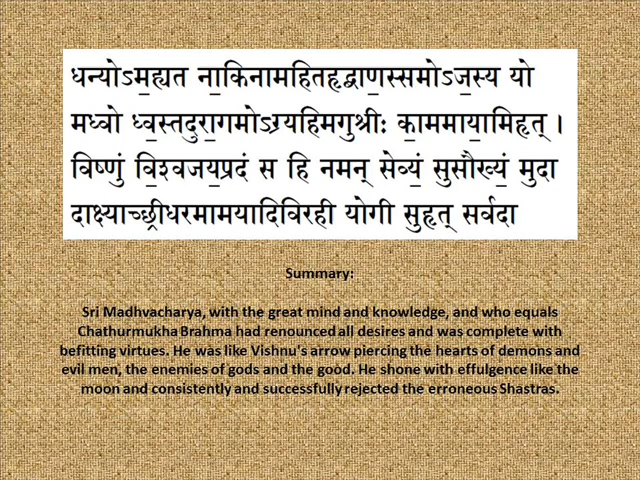 धन्योऽमह्यत नाकिनामहितहृद्बाणस्समोऽजस्य यो
मध्वो ध्वस्तदुरागमोऽग्र्यहिमगुश्रीः काममायामिहृत् ।
विष्णुं विश्वजयप्रदं स हि नमन् सेव्यं सुसौख्यं मुदा
दाक्ष्याच्छ्रीधरमामयादिविरही योगी सुहृत् सर्वदा
Summary:
Sri Madhvacharya, with the great mind and knowledge, and who equals
Chathurmukha Brahma had renounced all desires and was complete with
befitting virtues. He was like Vishnu's arrow piercing the hearts of demons and
evil men, the enemies of gods and the good. He shone with effulgence like the
moon and consistently and successfully rejected the erroneous Shastras.